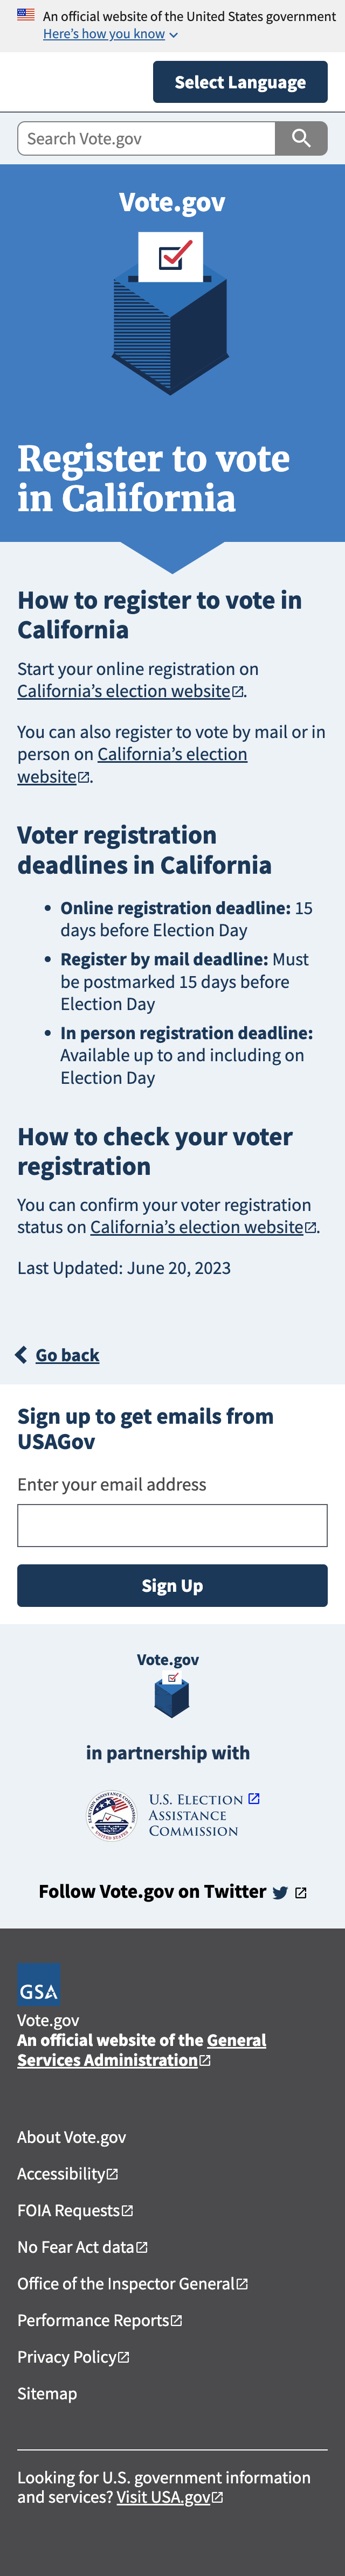 An official website of the United States government
Here's how you know
Select Language
Search Vote.gov
Vote.gov
Register to vote
in California
How to register to vote in
California
Start your online registration on
California's election website.
You can also register to vote by mail or in
person on California's election
website.
Voter registration
deadlines in California
• Online registration deadline: 15
days before Election Day
• Register by mail deadline: Must
be postmarked 15 days before
Election Day
• In person registration deadline:
Available up to and including on
Election Day
How to check your voter
registration
You can confirm your voter registration
status on California's election website.
Last Updated: June 20, 2023
Go back
Sign up to get emails from
USAGov
Enter your email address
Sign Up
Vote.gov
in partnership with
U.S. Election
Assistance
Commission
Follow Vote.gov on Twitter
GSA
Vote.gov
An official website of the General
Services Administration
About Vote.gov
Accessibility
FOIA Requests
No Fear Act data
Office of the Inspector General
Performance Reports
Privacy Policy
Sitemap
Looking for U.S. government information
and services? Visit USA.gov